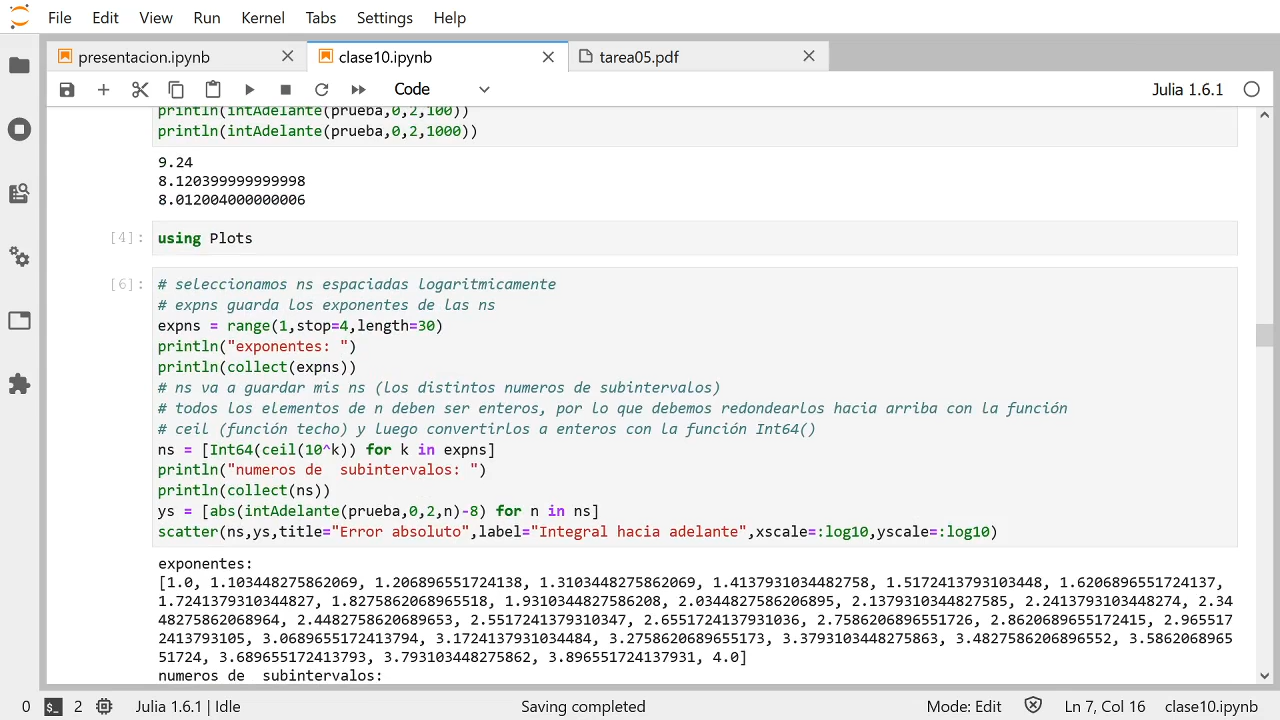 File Edit View Run Kernel Tabs Settings Help
presentacion.ipynb clase10.ipynb tarea05.pdf
Code Julia 1.6.1
println(intAdelante(prueba,0,2,100))
println(intAdelante(prueba,0,2,1000))
9.24
8.120399999999998
8.012004000000006
[4]: using Plots
[6]: # seleccionamos ns espaciadas logaritmicamente
# expns guarda los exponentes de las ns
expns = range(1,stop=4,length=30)
println("exponentes: ")
println(collect(expns))
# ns va a guardar mis ns (los distintos numeros de subintervalos)
# todos los elementos de n deben ser enteros, por lo que debemos redondearlos hacia arriba con la función
# ceil (función techo) y luego convertirlos a enteros con la función Int64()
ns = [Int64(ceil(10^k)) for k in expns]
println("numeros de  subintervalos: ")
println(collect(ns))
ys = [abs(intAdelante(prueba,0,2,n)-8) for n in ns]
scatter(ns,ys,title="Error absoluto",label="Integral hacia adelante",xscale=:log10,yscale=:log10)
exponentes:
[1.0, 1.103448275862069, 1.206896551724138, 1.3103448275862069, 1.4137931034482758, 1.5172413793103448, 1.6206896551724137,
1.7241379310344827, 1.8275862068965518, 1.9310344827586208, 2.0344827586206895, 2.1379310344827585, 2.2413793103448274, 2.344
8275862068964, 2.4482758620689653, 2.5517241379310347, 2.6551724137931036, 2.7586206896551726, 2.8620689655172415, 2.965517
2413793105, 3.0689655172413794, 3.1724137931034484, 3.2758620689655173, 3.3793103448275863, 3.4827586206896552, 3.5862068965
51724, 3.689655172413793, 3.793103448275862, 3.896551724137931, 4.0]
numeros de  subintervalos:
0 2 Julia 1.6.1 | Idle Saving completed Mode: Edit Ln 7, Col 16 clase10.ipynb